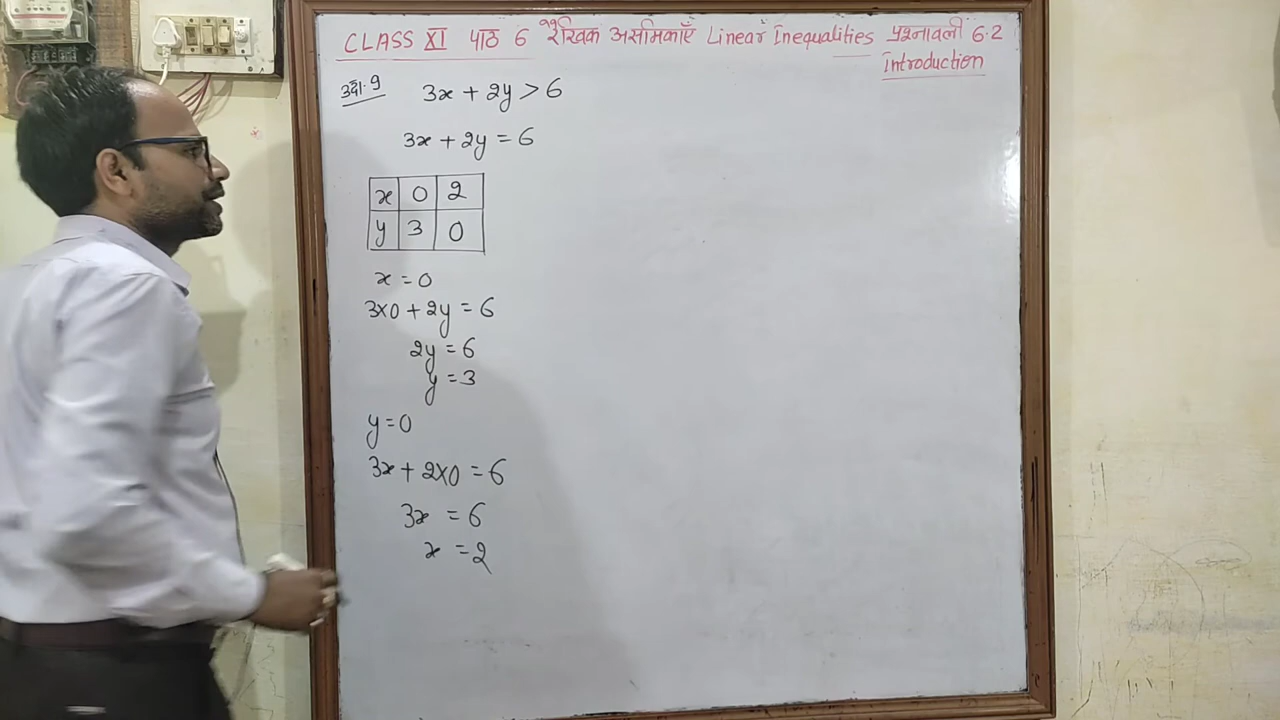 CLASS XI पाठ 6 रैखिक असमिकाएँ Linear Inequalities प्रश्नावली 6.2
Introduction
उदा.9 3x + 2y > 6
3x + 2y = 6
x 0 2
y 3 0
x = 0
3x0 + 2y = 6
2y = 6
y = 3
y = 0
3x + 2x0 = 6
3x = 6
x = 2